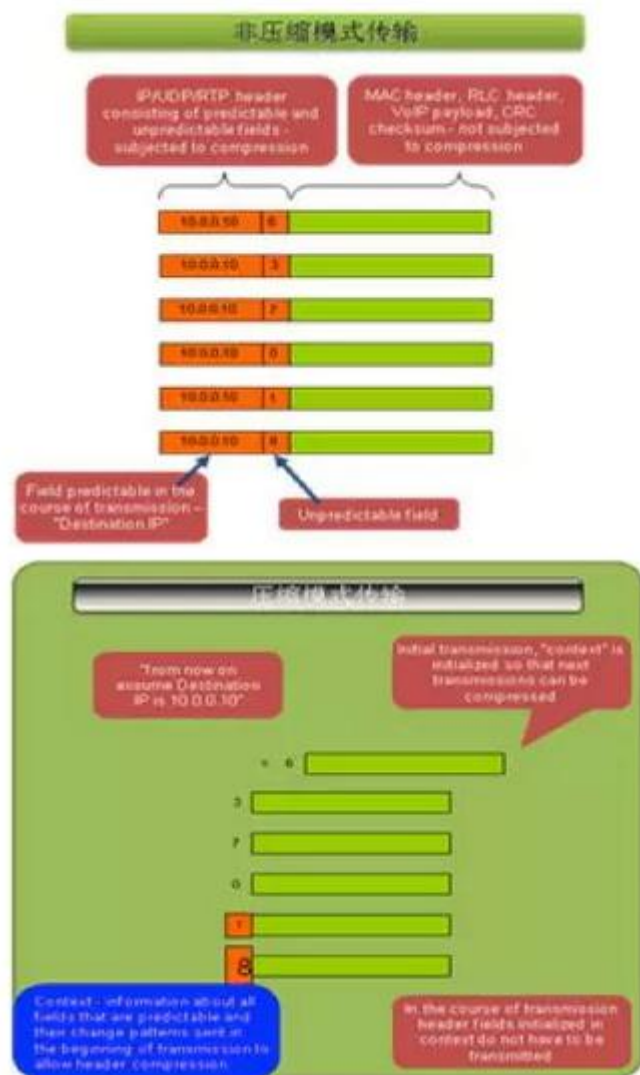 非压缩模式传输
IP/UDP/RTP header
consisting of predictable and
unpredictable fields -
subjected to compression
MAC header, RLC header,
VoIP payload, CRC
checksum - not subjected
to compression
10.0.0.10 6
10.0.0.10 3
10.0.0.10 7
10.0.0.10 0
10.0.0.10 1
10.0.0.10 8
Field predictable in the
course of transmission –
"Destination IP"
Unpredictable field
压缩模式传输
"from now on
assume Destination
IP is 10.0.0.10"
Initial transmission, "context" is
initialized so that next
transmissions can be
compressed
+ 6
3
7
0
1
8
Context - information about all
fields that are predictable and
their change patterns sent in
the beginning of transmission to
allow header compression
In the course of transmission
header fields initialized in
context do not have to be
transmitted